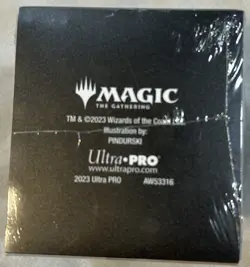 MAGIC
THE GATHERING
TM & ©2023 Wizards of the Coast
Illustration by:
PINDURSKI
Ultra•PRO
www.ultrapro.com
2023 Ultra PRO AWS3316